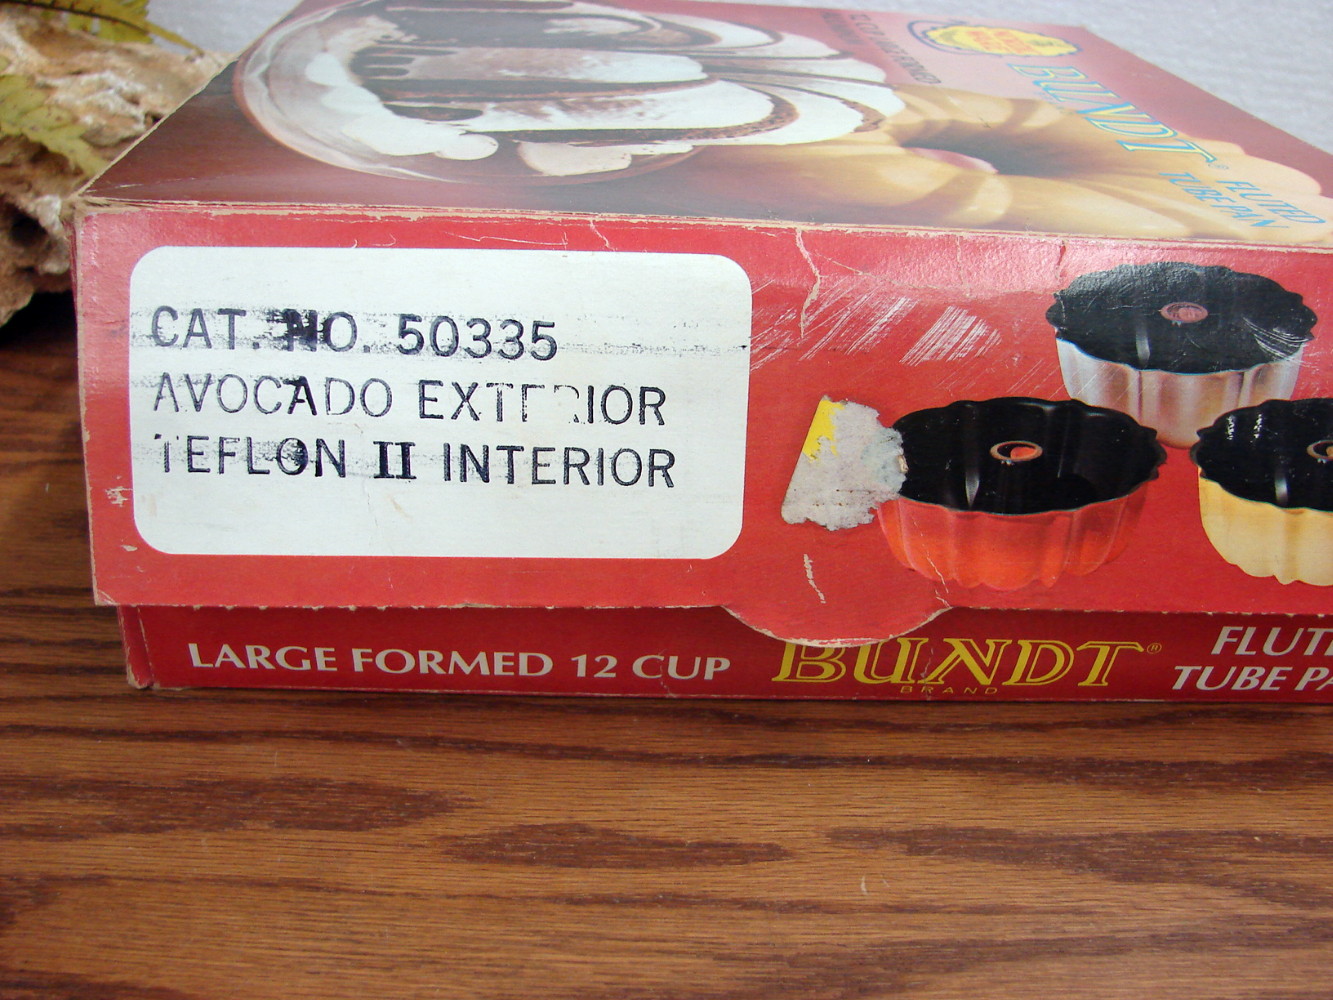 BUNDT®
FLUTED
TUBE PAN
CAT. NO. 50335
AVOCADO EXTERIOR
TEFLON II INTERIOR
LARGE FORMED 12 CUP
BUNDT®
BRAND
FLUTE
TUBE PA